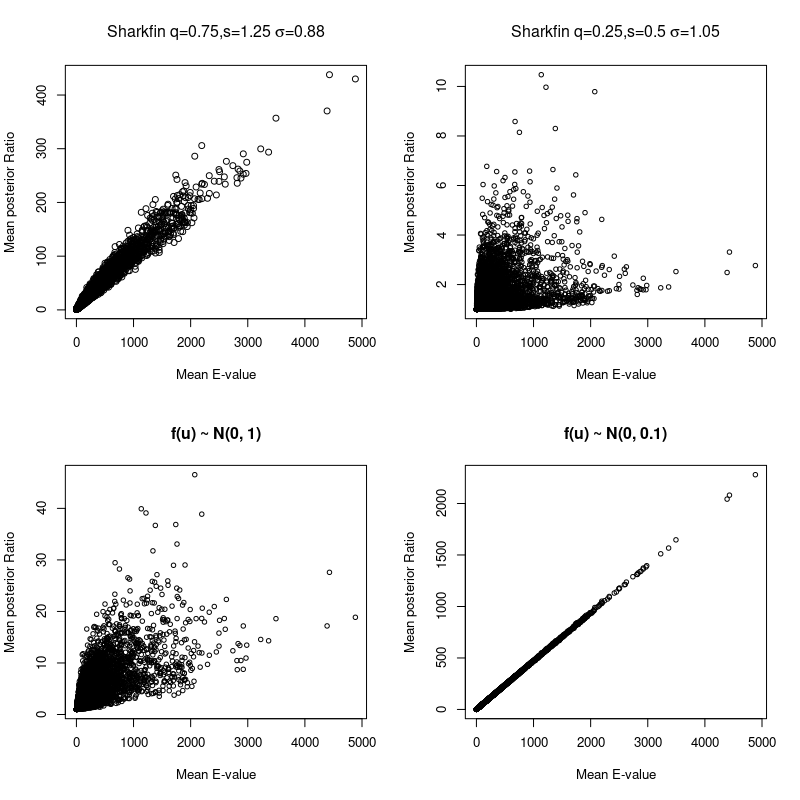 Sharkfin q=0.75,s=1.25 σ=0.88
Mean posterior Ratio
400
300
200
100
0
0 1000 2000 3000 4000 5000
Mean E-value
Sharkfin q=0.25,s=0.5 σ=1.05
Mean posterior Ratio
10
8
6
4
2
0 1000 2000 3000 4000 5000
Mean E-value
f(u) ~ N(0, 1)
Mean posterior Ratio
40
30
20
10
0
0 1000 2000 3000 4000 5000
Mean E-value
f(u) ~ N(0, 0.1)
Mean posterior Ratio
2000
1500
1000
500
0
0 1000 2000 3000 4000 5000
Mean E-value